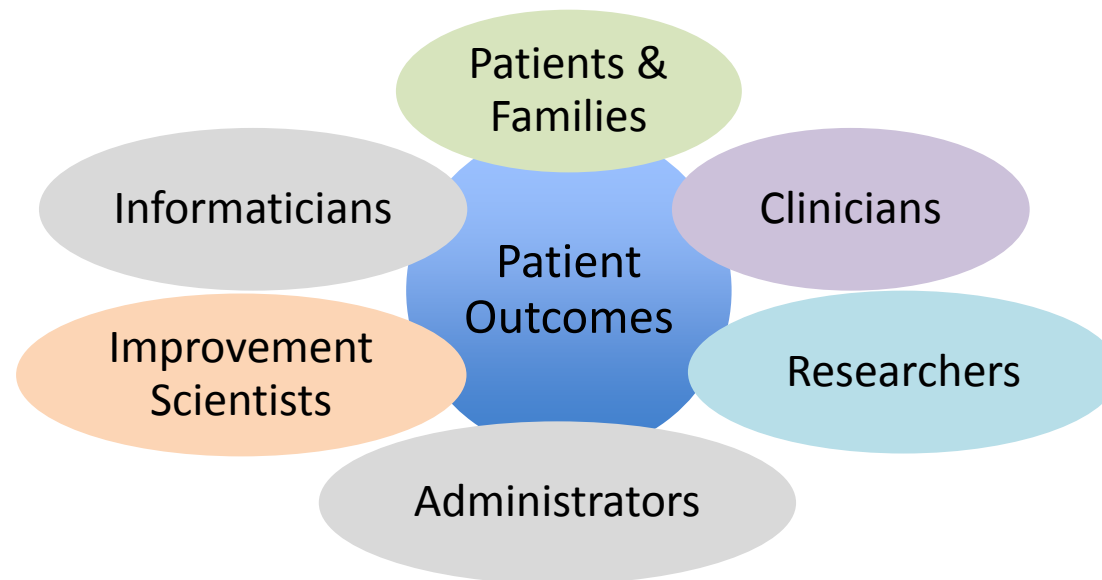 Patients &
Families
Informaticians
Clinicians
Patient
Outcomes
Improvement
Scientists
Researchers
Administrators